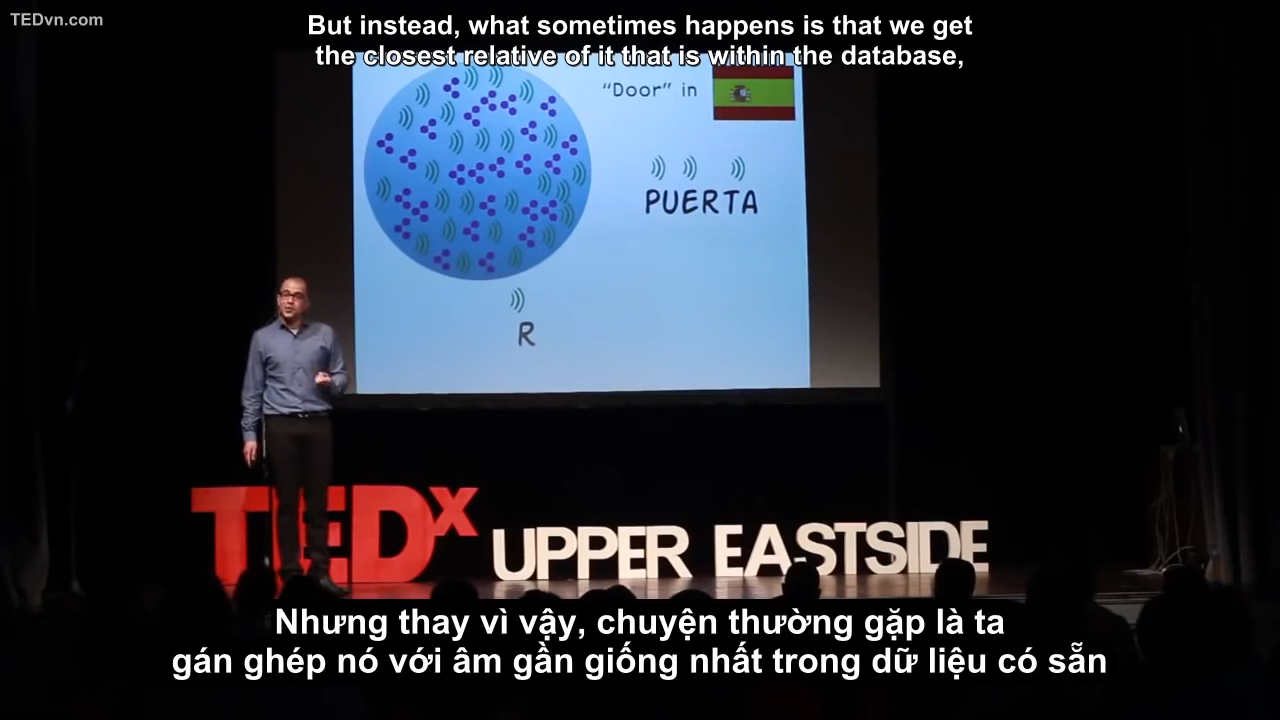 TEDvn.com
But instead, what sometimes happens is that we get
the closest relative of it that is within the database,
“Door” in
PUERTA
R
TEDx UPPER EASTSIDE
Nhưng thay vì vậy, chuyện thường gặp là ta
gán ghép nó với âm gần giống nhất trong dữ liệu có sẵn